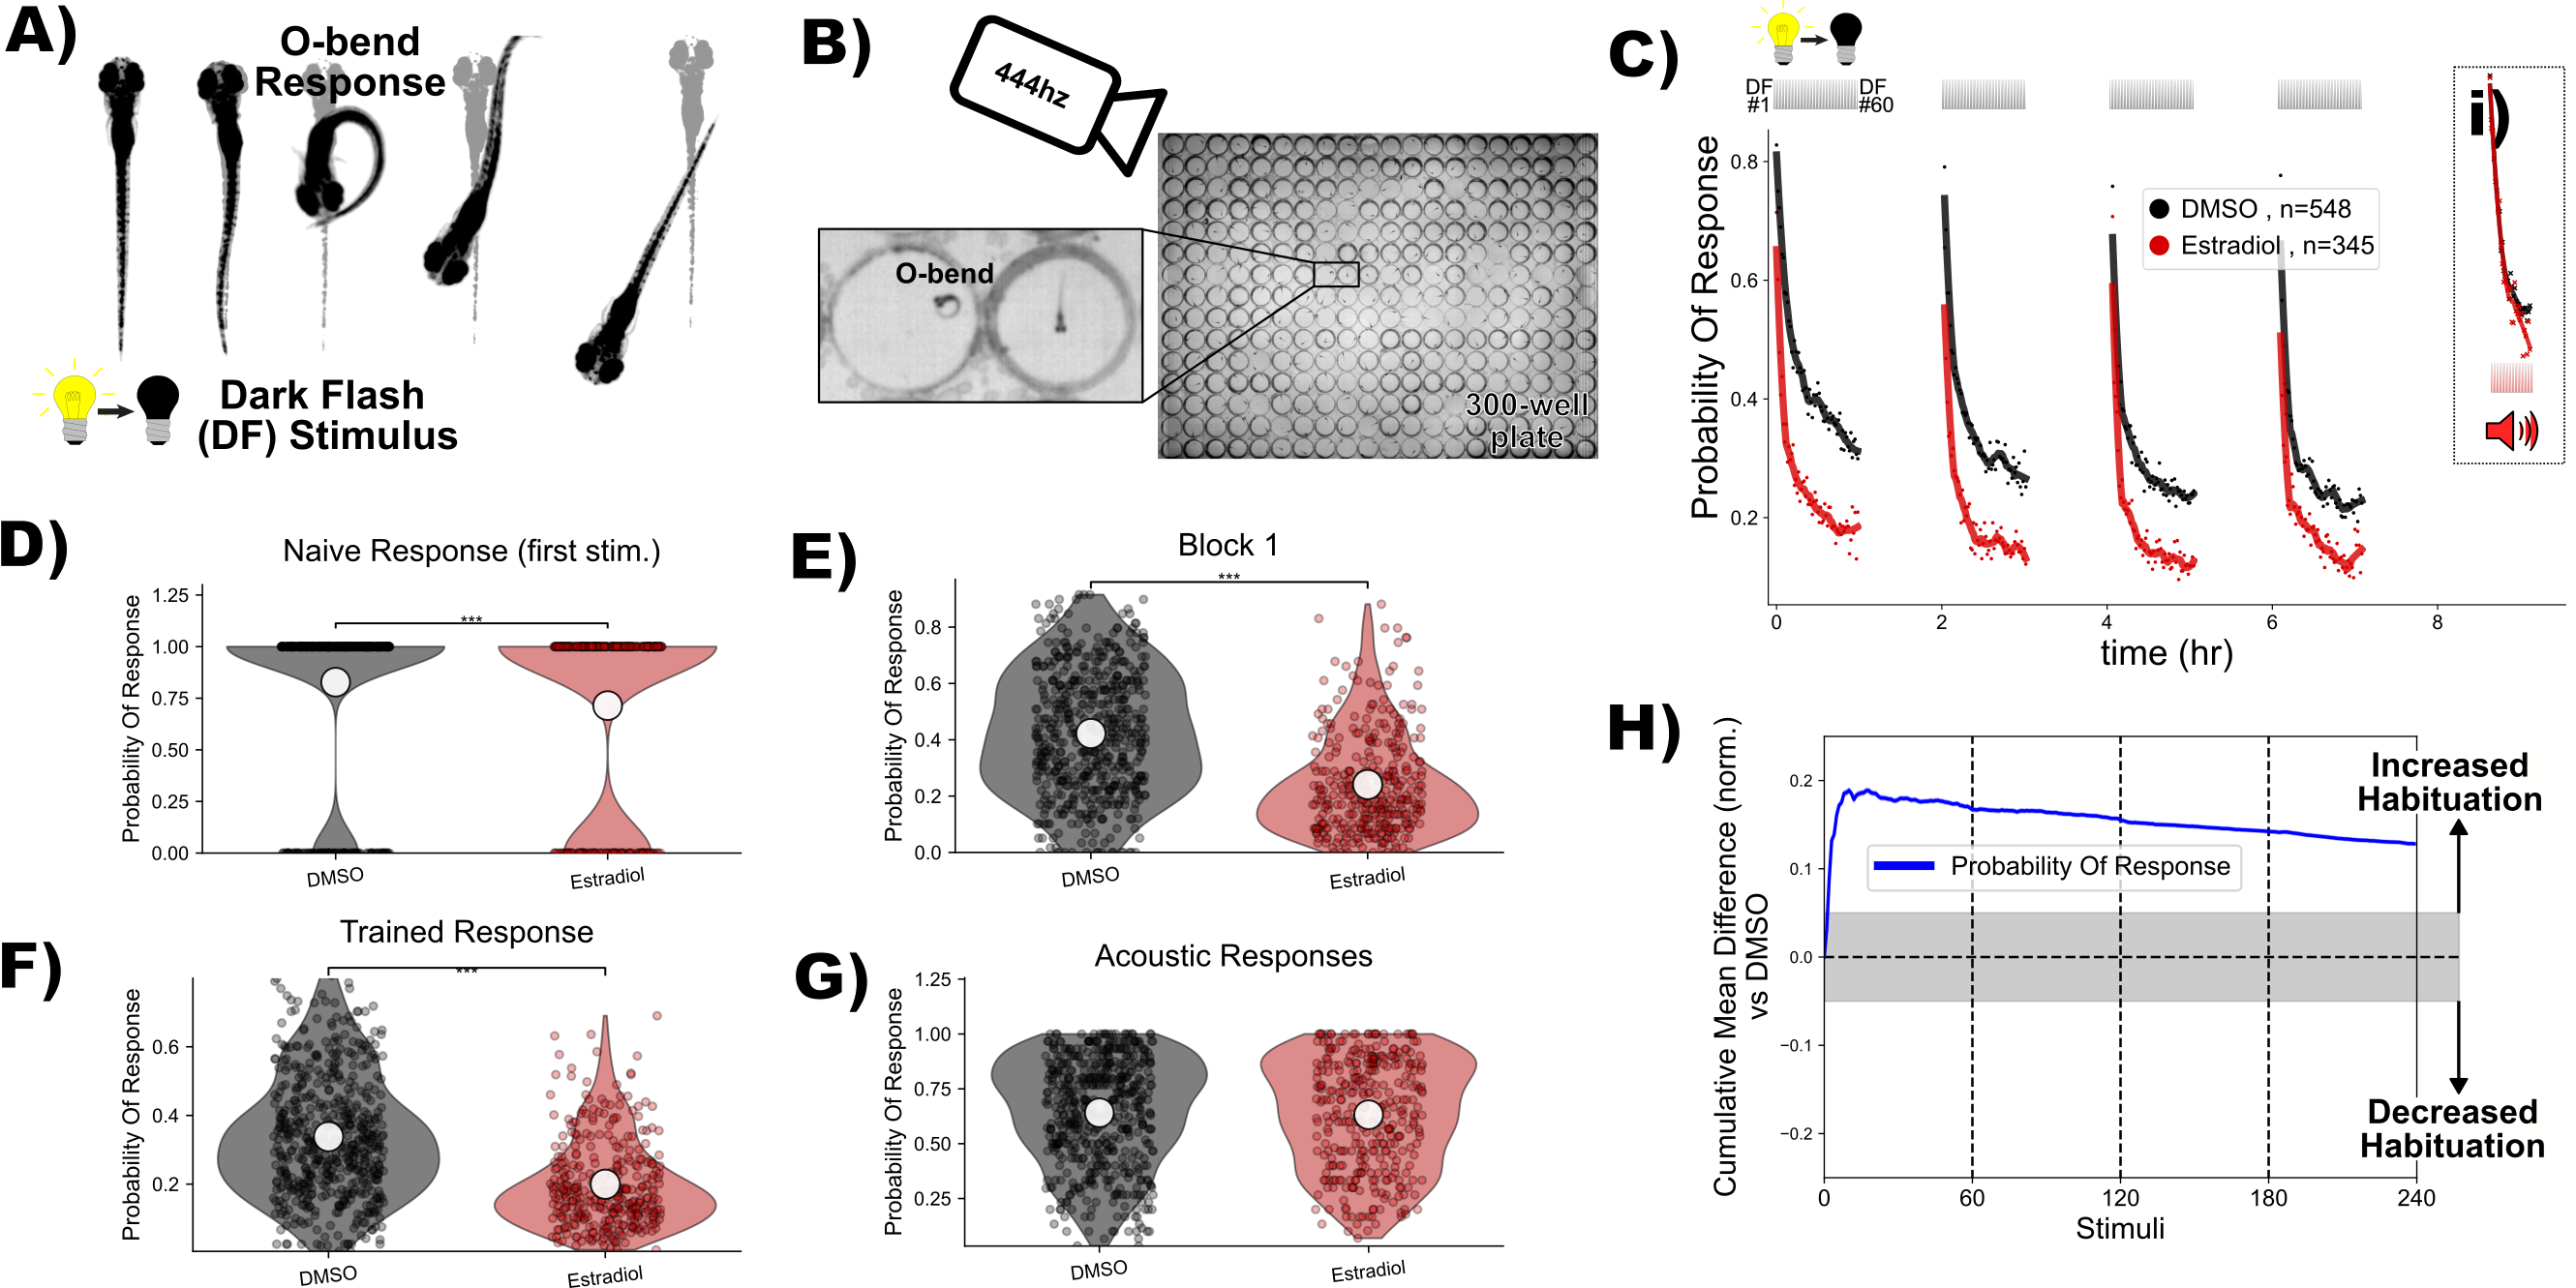 A)
O-bend
Response
Dark Flash
(DF) Stimulus
B)
444hz
O-bend
300-well
plate
C)
DF
#1
DF
#60
i)
Probability Of Response
0.8
0.6
0.4
0.2
DMSO , n=548
Estradiol , n=345
0
2
4
6
8
time (hr)
D)
Naive Response (first stim.)
***
Probability Of Response
1.25
1.00
0.75
0.50
0.25
0.00
DMSO
Estradiol
E)
Block 1
***
Probability Of Response
0.8
0.6
0.4
0.2
0.0
DMSO
Estradiol
F)
Trained Response
***
Probability Of Response
0.6
0.4
0.2
DMSO
Estradiol
G)
Acoustic Responses
Probability Of Response
1.25
1.00
0.75
0.50
0.25
DMSO
Estradiol
H)
Cumulative Mean Difference (norm.)
vs DMSO
0.2
0.1
0.0
−0.1
−0.2
Probability Of Response
Increased
Habituation
Decreased
Habituation
0
60
120
180
240
Stimuli